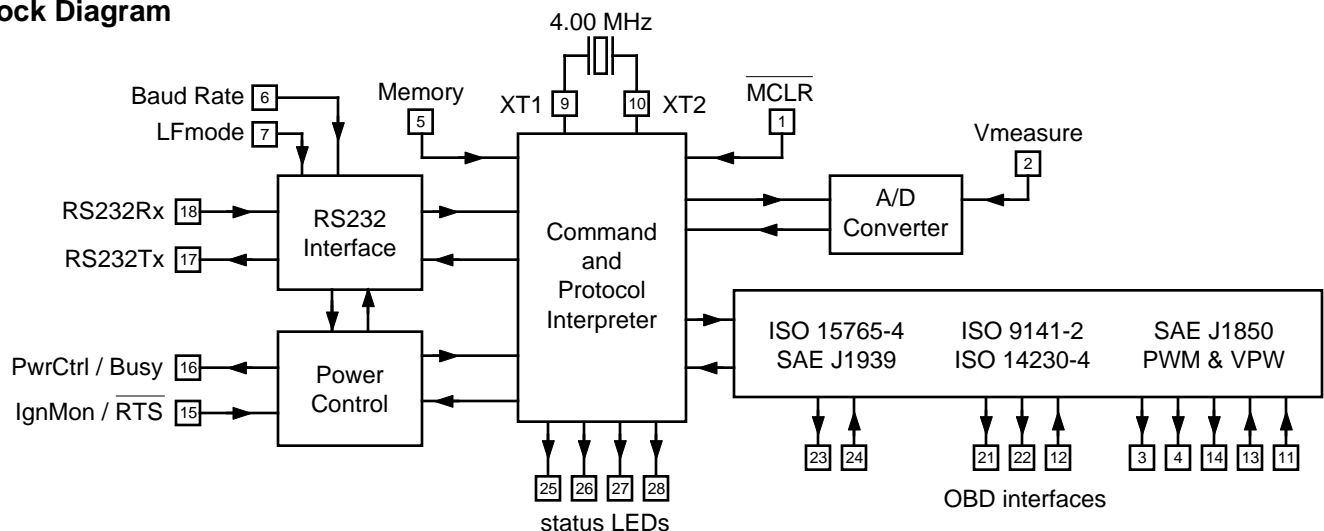 ock Diagram
4.00 MHz
Baud Rate 6
LFmode 7
Memory
5
XT1 9
10 XT2
MCLR
1
Vmeasure
2
RS232Rx 18
RS232Tx 17
RS232
Interface
Command
and
Protocol
Interpreter
A/D
Converter
PwrCtrl / Busy 16
IgnMon / RTS 15
Power
Control
ISO 15765-4
SAE J1939
ISO 9141-2
ISO 14230-4
SAE J1850
PWM & VPW
23 24 21 22 12 3 4 14 13 11
OBD interfaces
25 26 27 28
status LEDs